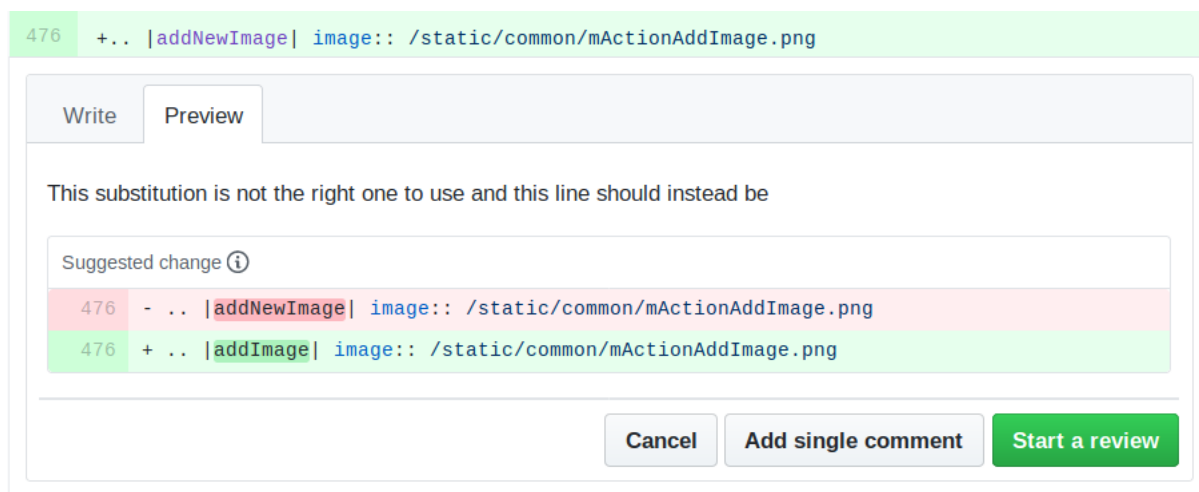 476 +.. |addNewImage| image:: /static/common/mActionAddImage.png
Write Preview
This substitution is not the right one to use and this line should instead be
Suggested change
476 - .. |addNewImage| image:: /static/common/mActionAddImage.png
476 + .. |addImage| image:: /static/common/mActionAddImage.png
Cancel Add single comment Start a review